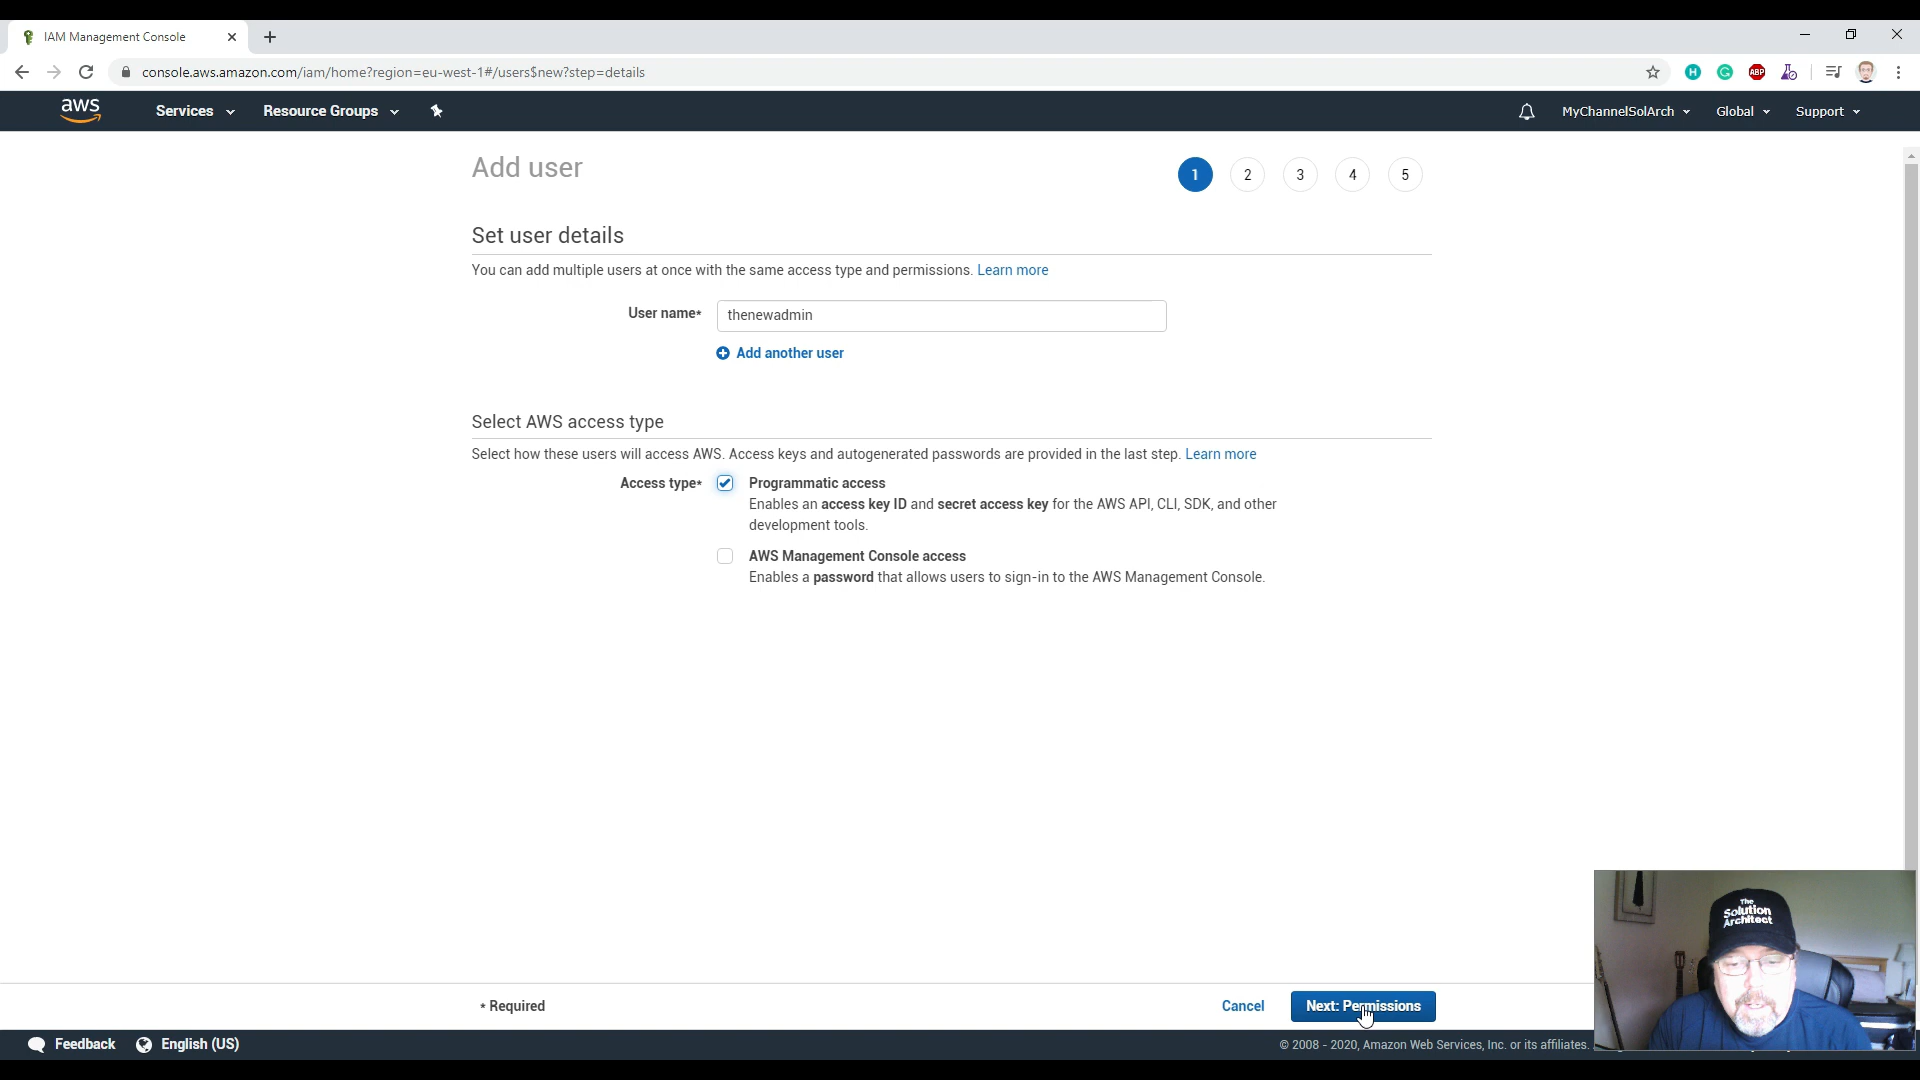 IAM Management Console
console.aws.amazon.com/iam/home?region=eu-west-1#/users$new?step=details
H
G
ABP
aws
Services
Resource Groups
MyChannelSolArch
Global
Support
Add user
1
2
3
4
5
Set user details
You can add multiple users at once with the same access type and permissions. Learn more
User name*
thenewadmin
Add another user
Select AWS access type
Select how these users will access AWS. Access keys and autogenerated passwords are provided in the last step. Learn more
Access type*
Programmatic access
Enables an access key ID and secret access key for the AWS API, CLI, SDK, and other
development tools.
AWS Management Console access
Enables a password that allows users to sign-in to the AWS Management Console.
The
Solution
Architect
* Required
Cancel
Next: Permissions
Feedback
English (US)
© 2008 - 2020, Amazon Web Services, Inc. or its affiliates.